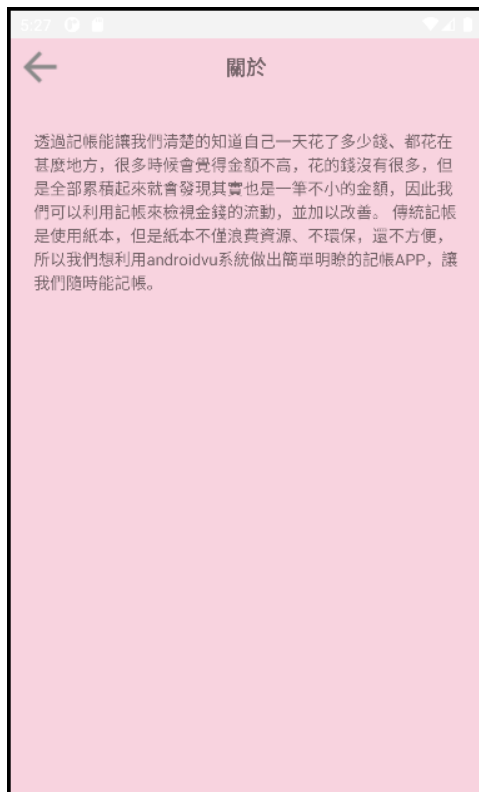 5:27
關於
透過記帳能讓我們清楚的知道自己一天花了多少錢、都花在
甚麼地方，很多時候會覺得金額不高，花的錢沒有很多，但
是全部累積起來就會發現其實也是一筆不小的金額，因此我
們可以利用記帳來檢視金錢的流動，並加以改善。 傳統記帳
是使用紙本，但是紙本不僅浪費資源、不環保，還不方便，
所以我們想利用androidvu系統做出簡單明瞭的記帳APP，讓
我們隨時能記帳。